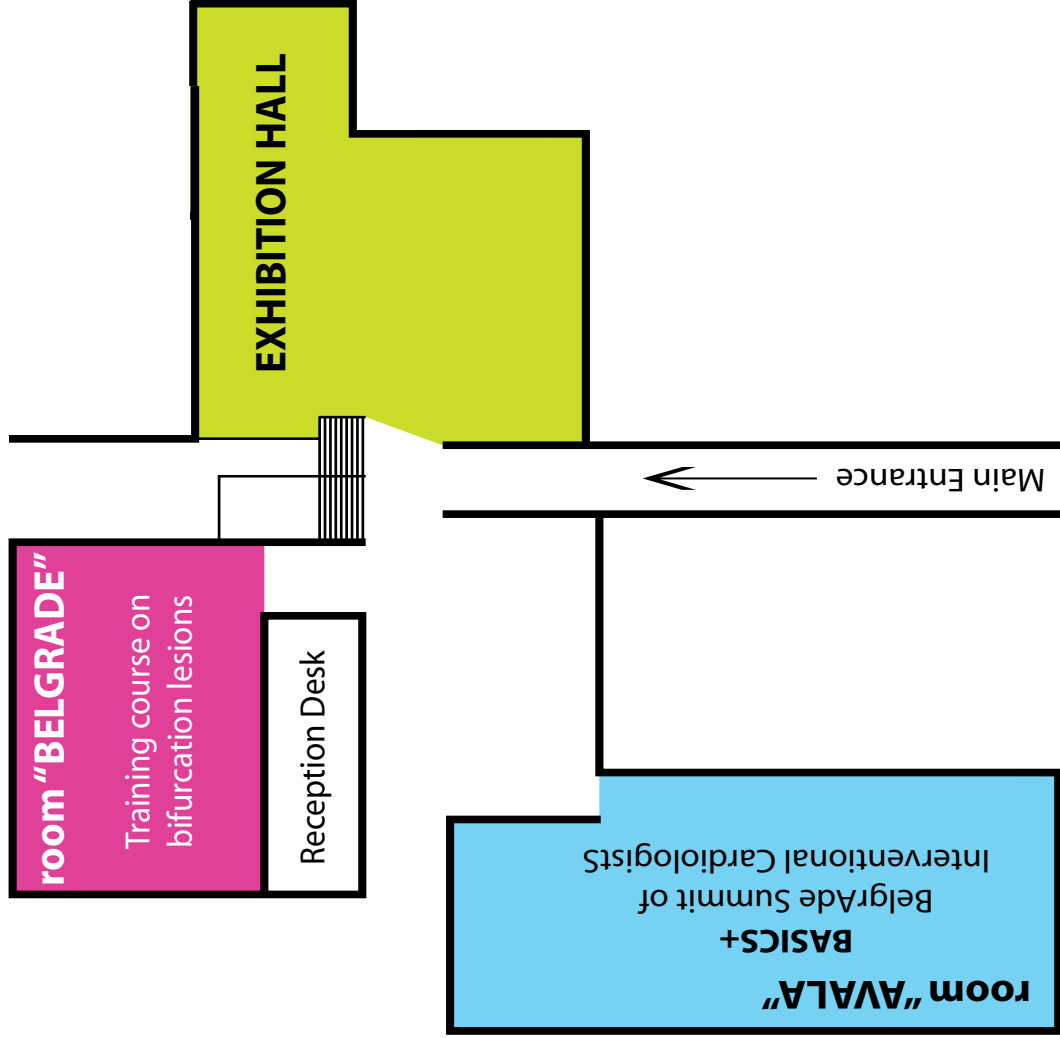 EXHIBITION HALL
Main Entrance
room “BELGRADE”
Training course on
bifurcation lesions
Reception Desk
room “AVALA”
BASICS+
BelgrAde Summit of
Interventional CardiologistS